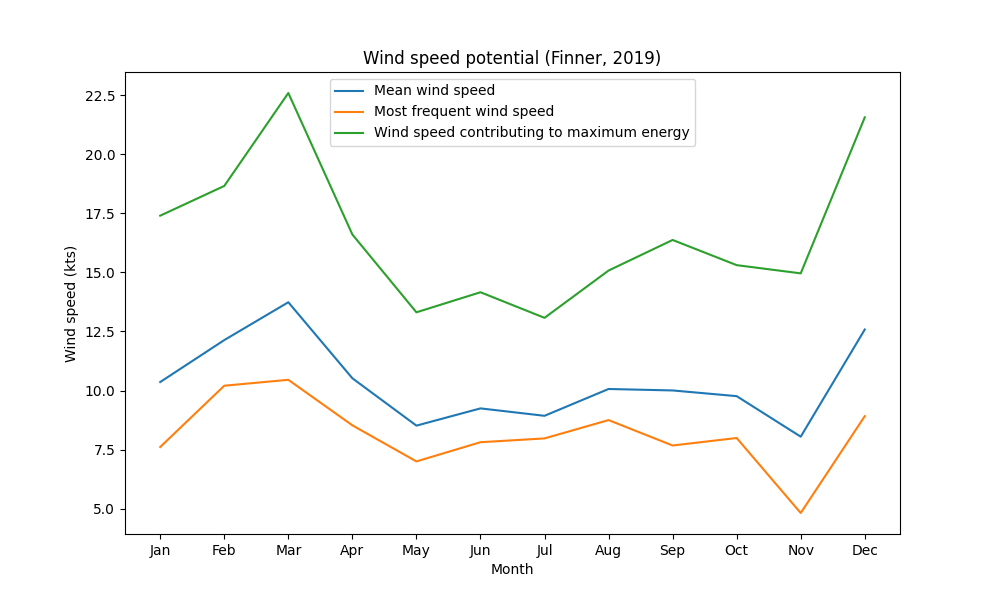 Wind speed potential (Finner, 2019)
Mean wind speed
Most frequent wind speed
Wind speed contributing to maximum energy
Wind speed (kts)
22.5
20.0
17.5
15.0
12.5
10.0
7.5
5.0
Jan Feb Mar Apr May Jun Jul Aug Sep Oct Nov Dec
Month